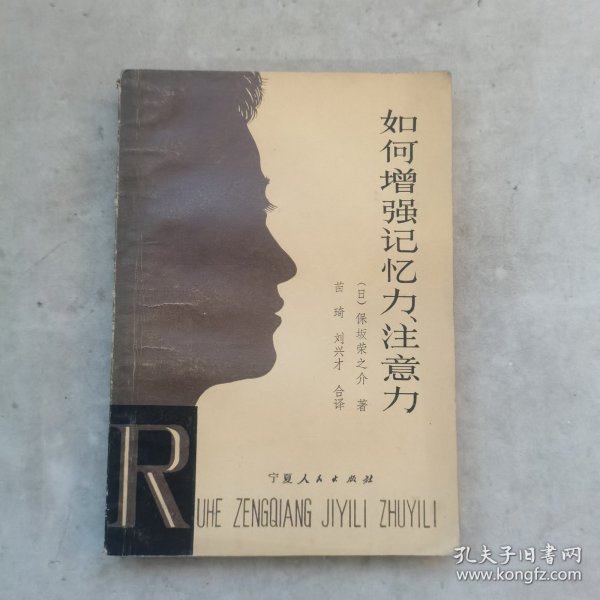 如何增强记忆力、注意力
（日）保坂荣之介 著
苗琦 刘兴才 合译
宁夏人民出版社
RUHE ZENGQIANG JIYILI ZHUYILI
孔夫子旧书网
www.kongfz.com